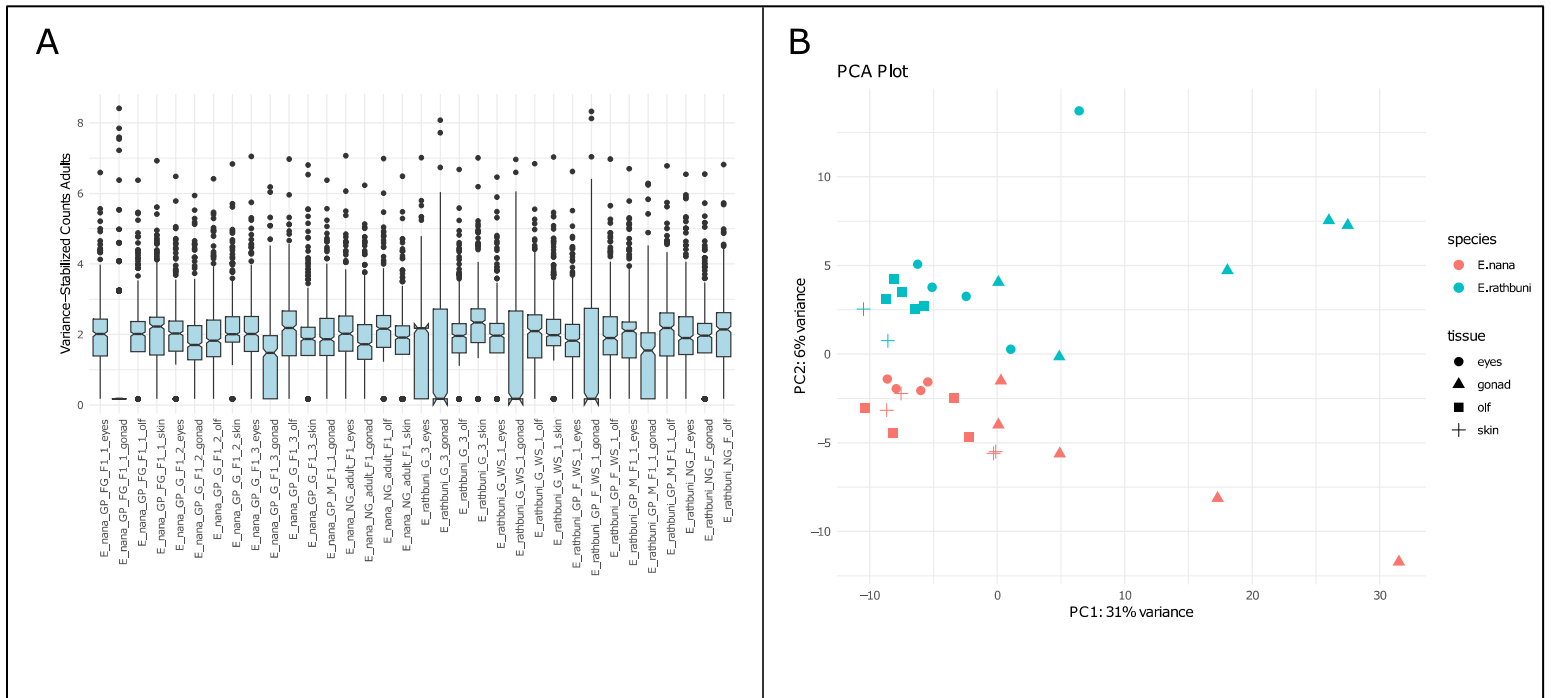 A
Variance−Stabilized Counts Adults
8
6
4
2
0
E_nana_GP_FG_F1_1_eyes
E_nana_GP_FG_F1_1_gonad
E_nana_GP_FG_F1_1_olf
E_nana_GP_FG_F1_1_skin
E_nana_GP_G_F1_2_eyes
E_nana_GP_G_F1_2_gonad
E_nana_GP_G_F1_2_olf
E_nana_GP_G_F1_2_skin
E_nana_GP_G_F1_3_eyes
E_nana_GP_G_F1_3_gonad
E_nana_GP_G_F1_3_olf
E_nana_GP_G_F1_3_skin
E_nana_GP_M_F1_1_gonad
E_nana_NG_adult_F1_eyes
E_nana_NG_adult_F1_gonad
E_nana_NG_adult_F1_olf
E_nana_NG_adult_F1_skin
E_rathbuni_G_3_eyes
E_rathbuni_G_3_gonad
E_rathbuni_G_3_olf
E_rathbuni_G_3_skin
E_rathbuni_G_WS_1_eyes
E_rathbuni_G_WS_1_gonad
E_rathbuni_G_WS_1_olf
E_rathbuni_G_WS_1_skin
E_rathbuni_GP_F_WS_1_eyes
E_rathbuni_GP_F_WS_1_gonad
E_rathbuni_GP_F_WS_1_olf
E_rathbuni_GP_M_F1_1_eyes
E_rathbuni_GP_M_F1_1_gonad
E_rathbuni_GP_M_F1_1_olf
E_rathbuni_NG_F_eyes
E_rathbuni_NG_F_gonad
E_rathbuni_NG_F_olf
B
PCA Plot
PC2: 6% variance
10
5
0
−5
−10
−10
0
10
20
30
PC1: 31% variance
species
E.nana
E.rathbuni
tissue
eyes
gonad
olf
skin